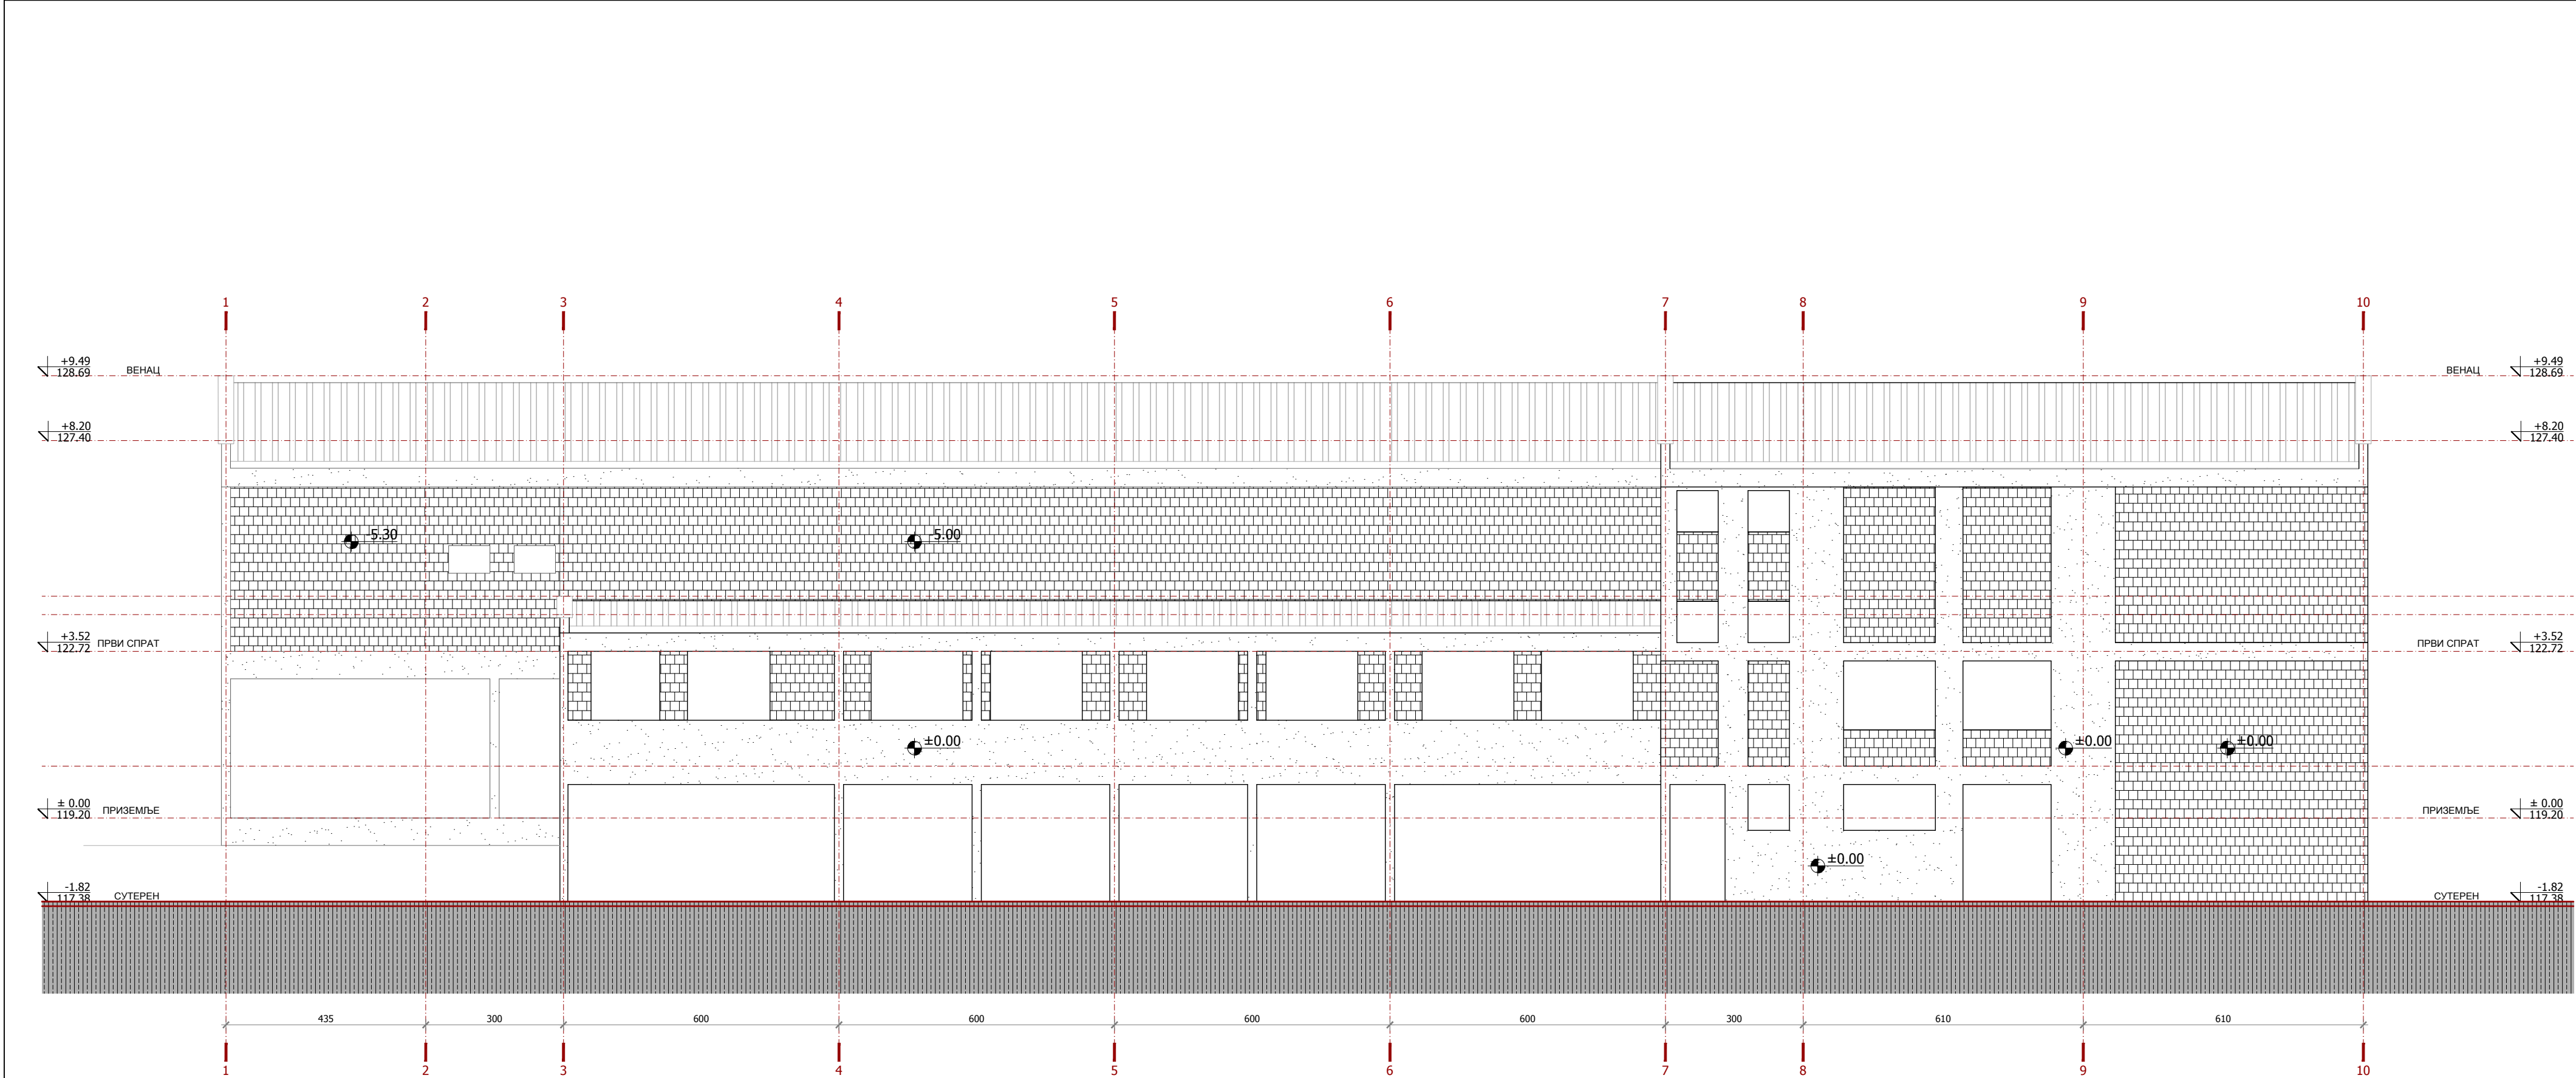 1 2 3 4 5 6 7 8 9 10
+9.49 ВЕНАЦ ВЕНАЦ +9.49
128.69 128.69
+8.20 +8.20
127.40 127.40
-5.30 -5.00
+3.52 ПРВИ СПРАТ ПРВИ СПРАТ +3.52
122.72 122.72
±0.00 ±0.00 ±0.00
± 0.00 ПРИЗЕМЉЕ ПРИЗЕМЉЕ ± 0.00
119.20 119.20
±0.00
-1.82 СУТЕРЕН СУТЕРЕН -1.82
117.38 117.38
435 300 600 600 600 600 300 610 610
1 2 3 4 5 6 7 8 9 10